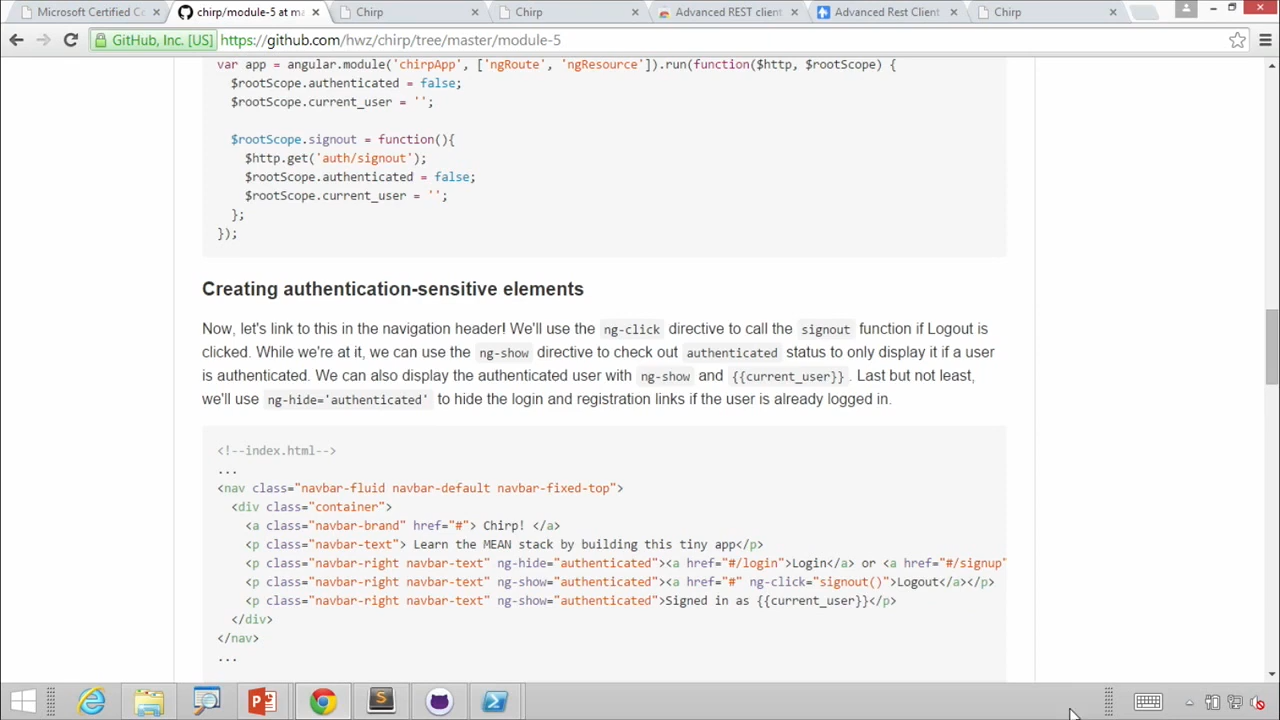 Microsoft Certified Co
chirp/module-5 at ma
Chirp
Chirp
Advanced REST client
Advanced Rest Client
Chirp
GitHub, Inc. [US]
https://github.com/hwz/chirp/tree/master/module-5
var app = angular.module('chirpApp', ['ngRoute', 'ngResource']).run(function($http, $rootScope) {
$rootScope.authenticated = false;
$rootScope.current_user = '';
$rootScope.signout = function(){
$http.get('auth/signout');
$rootScope.authenticated = false;
$rootScope.current_user = '';
};
});
Creating authentication-sensitive elements
Now, let's link to this in the navigation header! We'll use the ng-click directive to call the signout function if Logout is
clicked. While we're at it, we can use the ng-show directive to check out authenticated status to only display it if a user
is authenticated. We can also display the authenticated user with ng-show and {{current_user}} . Last but not least,
we'll use ng-hide='authenticated' to hide the login and registration links if the user is already logged in.
<!--index.html-->
...
<nav class="navbar-fluid navbar-default navbar-fixed-top">
<div class="container">
<a class="navbar-brand" href="#"> Chirp! </a>
<p class="navbar-text"> Learn the MEAN stack by building this tiny app</p>
<p class="navbar-right navbar-text" ng-hide="authenticated"><a href="#/login">Login</a> or <a href="#/signup"
<p class="navbar-right navbar-text" ng-show="authenticated"><a href="#" ng-click="signout()">Logout</a></p>
<p class="navbar-right navbar-text" ng-show="authenticated">Signed in as {{current_user}}</p>
</div>
</nav>
...